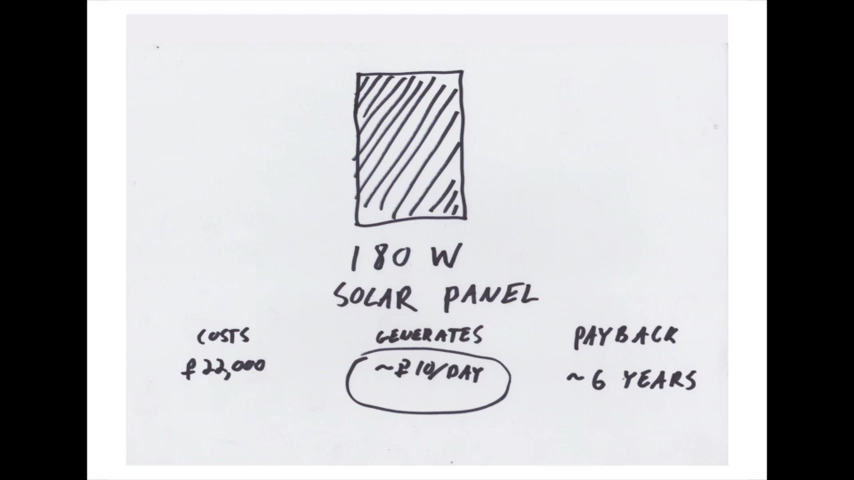 180 W
SOLAR PANEL
COSTS
£22,000
GENERATES
~£10/DAY
PAYBACK
~6 YEARS